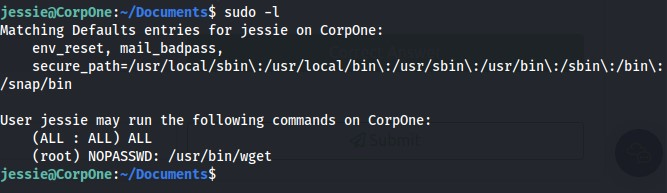 jessie@CorpOne:~/Documents$ sudo -l
Matching Defaults entries for jessie on CorpOne:
    env_reset, mail_badpass,
    secure_path=/usr/local/sbin\:/usr/local/bin\:/usr/sbin\:/usr/bin\:/sbin\:/bin\:
/snap/bin

User jessie may run the following commands on CorpOne:
    (ALL : ALL) ALL
    (root) NOPASSWD: /usr/bin/wget
Submit
jessie@CorpOne:~/Documents$